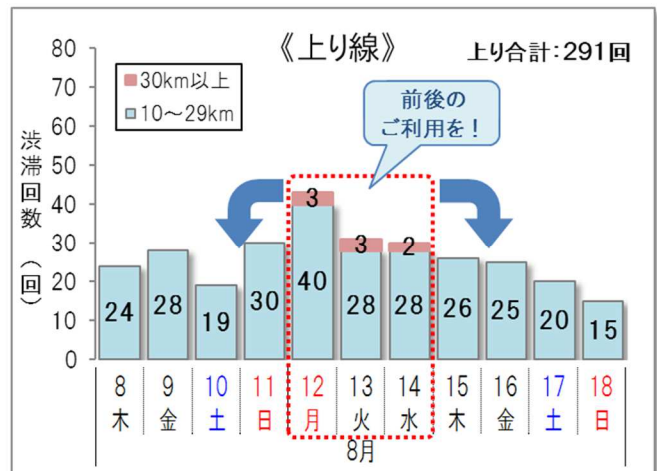 《上り線》
上り合計：291回
80
70
60
50
40
30
20
10
0
渋滞回数（回）
30km以上
10～29km
前後の
ご利用を！
3
3
2
24 28 19 30 40 28 28 26 25 20 15
8 9 10 11 12 13 14 15 16 17 18
木 金 土 日 月 火 水 木 金 土 日
8月